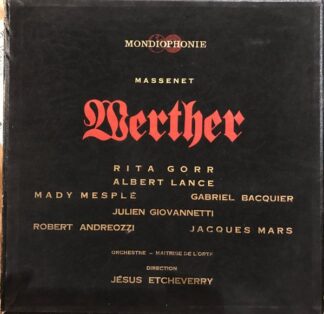 MONDIOPHONIE
MASSENET
Werther
RITA GORR
ALBERT LANCE
MADY MESPLÉ GABRIEL BACQUIER
JULIEN GIOVANNETTI
ROBERT ANDREOZZI JACQUES MARS
ORCHESTRE – MAITRISE DE L'ORTF
DIRECTION
JÉSUS ETCHEVERRY